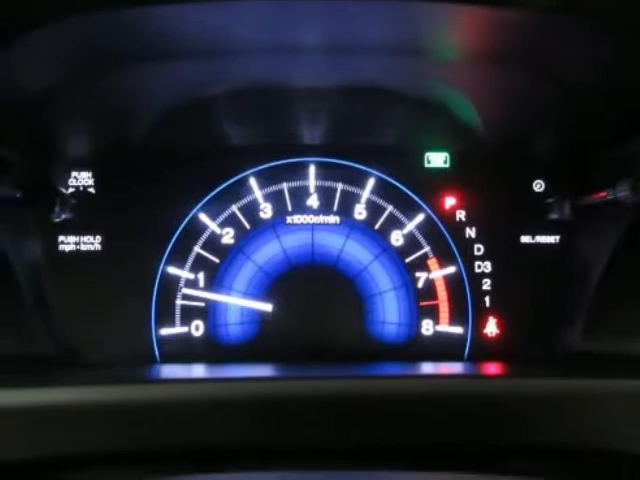 PUSH
CLOCK
PUSH HOLD
mph↔km/h
0
1
2
3
4
5
6
7
8
x1000r/min
P
R
N
D
D3
2
1
SEL/RESET